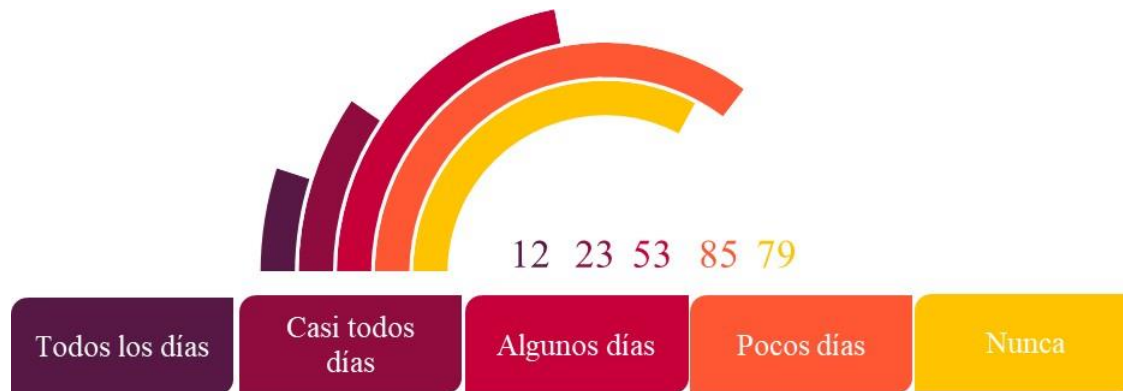 12 23 53 85 79
Todos los días
Casi todos
días
Algunos días
Pocos días
Nunca